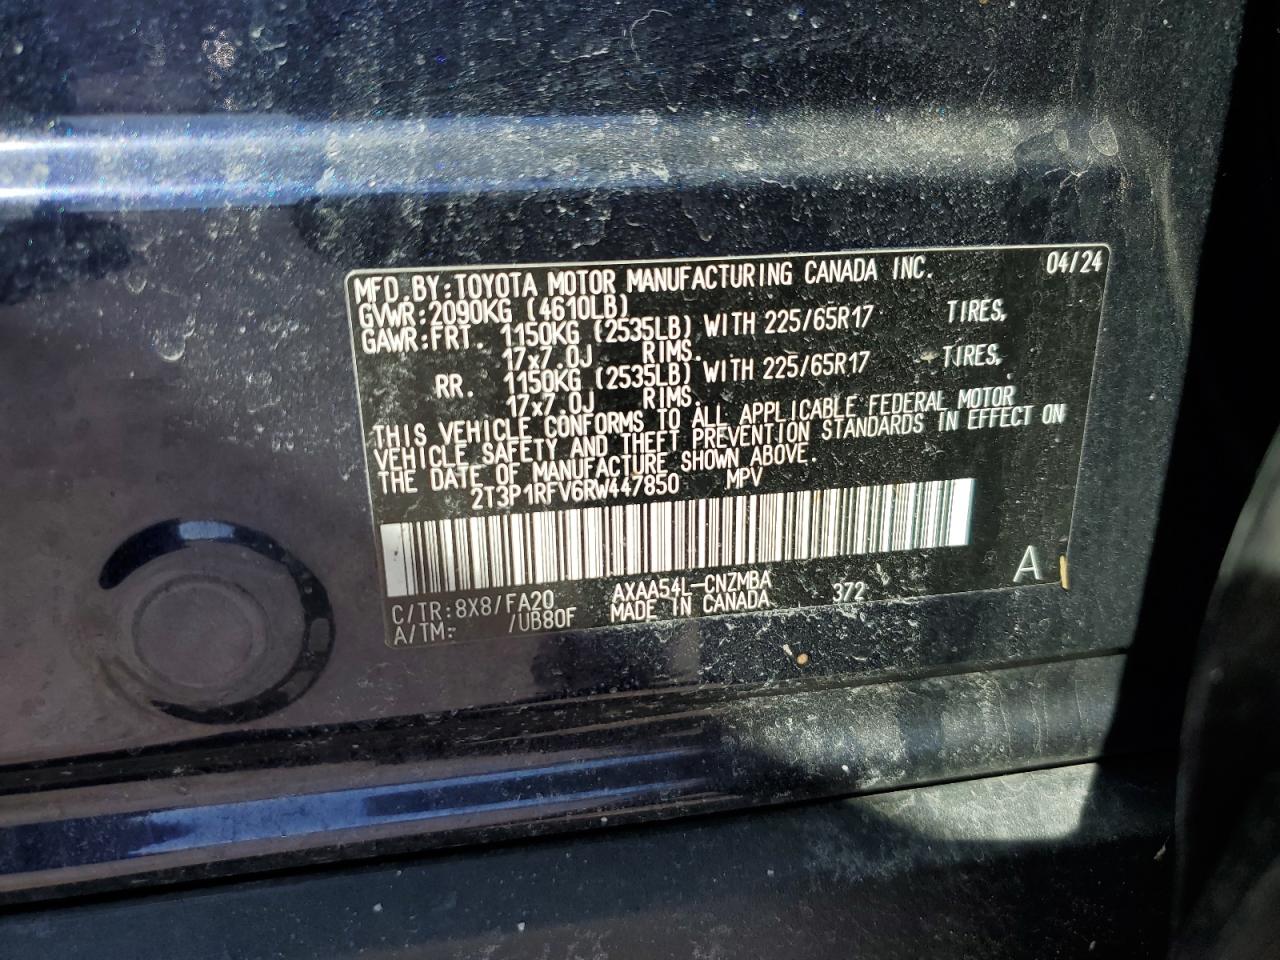 MFD.BY:TOYOTA MOTOR MANUFACTURING CANADA INC. 04/24
GVWR:2090KG (4610LB)
GAWR:FRT. 1150KG (2535LB) WITH 225/65R17 TIRES,
17x7.0J RIMS.
RR. 1150KG (2535LB) WITH 225/65R17 TIRES,
17x7.0J RIMS.
THIS VEHICLE CONFORMS TO ALL APPLICABLE FEDERAL MOTOR
VEHICLE SAFETY AND THEFT PREVENTION STANDARDS IN EFFECT ON
THE DATE OF MANUFACTURE SHOWN ABOVE.
2T3P1RFV6RW447850 MPV
C/TR:8X8/FA20 AXAA54L-CNZMBA 372 A
A/TM:- /UB80F MADE IN CANADA